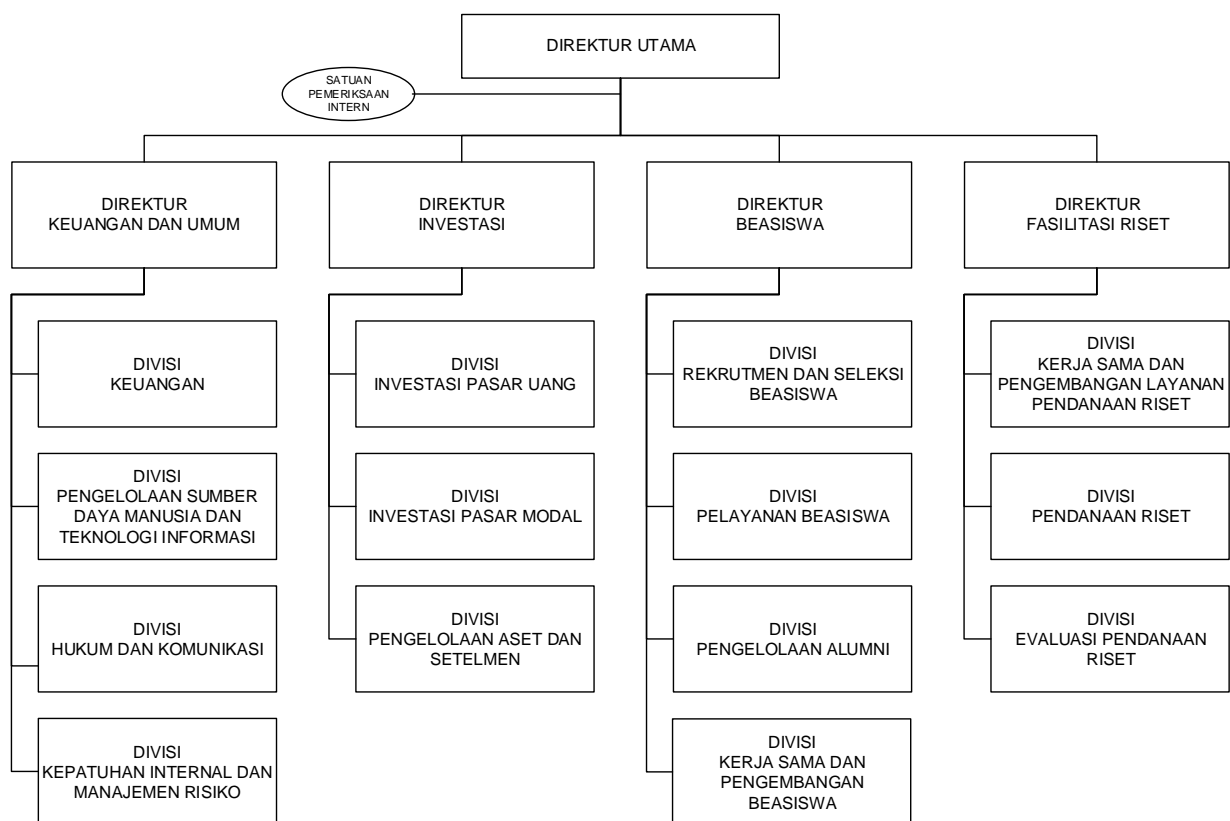 DIREKTUR UTAMA
SATUAN
PEMERIKSAAN
INTERN
DIREKTUR
KEUANGAN DAN UMUM
DIREKTUR
INVESTASI
DIREKTUR
BEASISWA
DIREKTUR
FASILITASI RISET
DIVISI
KEUANGAN
DIVISI
INVESTASI PASAR UANG
DIVISI
REKRUTMEN DAN SELEKSI
BEASISWA
DIVISI
KERJA SAMA DAN
PENGEMBANGAN LAYANAN
PENDANAAN RISET
DIVISI
PENGELOLAAN SUMBER
DAYA MANUSIA DAN
TEKNOLOGI INFORMASI
DIVISI
INVESTASI PASAR MODAL
DIVISI
PELAYANAN BEASISWA
DIVISI
PENDANAAN RISET
DIVISI
HUKUM DAN KOMUNIKASI
DIVISI
PENGELOLAAN ASET DAN
SETELMEN
DIVISI
PENGELOLAAN ALUMNI
DIVISI
EVALUASI PENDANAAN
RISET
DIVISI
KEPATUHAN INTERNAL DAN
MANAJEMEN RISIKO
DIVISI
KERJA SAMA DAN
PENGEMBANGAN
BEASISWA